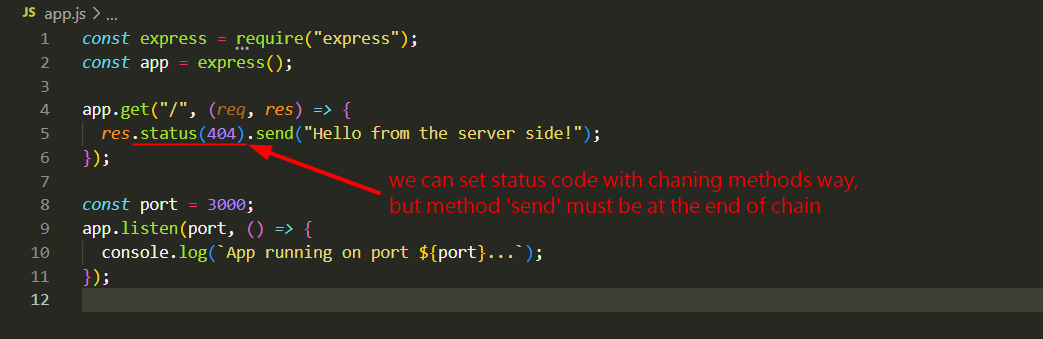 JS app.js > ...
1 const express = require("express");
2 const app = express();
3
4 app.get("/", (req, res) => {
5 res.status(404).send("Hello from the server side!");
6 });
we can set status code with chaning methods way,
but method 'send' must be at the end of chain
7
8 const port = 3000;
9 app.listen(port, () => {
10 console.log(`App running on port ${port}...`);
11 });
12